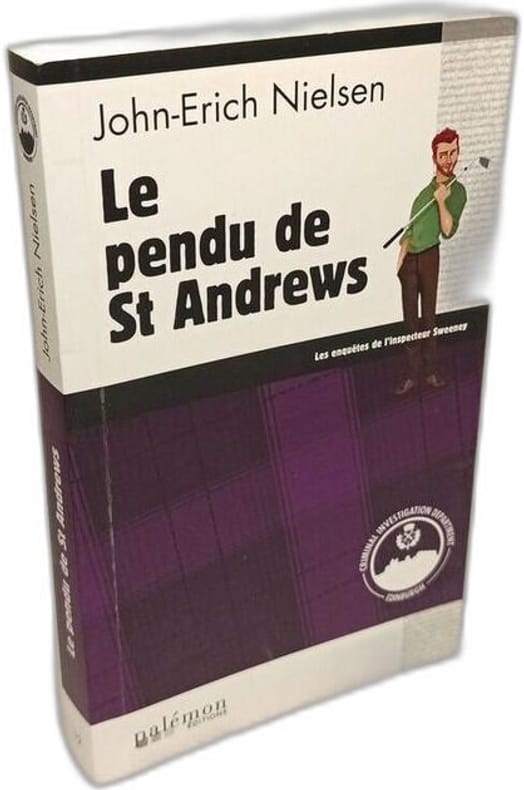 John-Erich Nielsen
Le
pendu de
St Andrews
Les enquêtes de l'inspecteur Sweeney
CRIMINAL INVESTIGATION DEPARTMENT
EDINBURGH
palémon
ÉDITIONS
John-Erich Nielsen
Le pendu de St Andrews